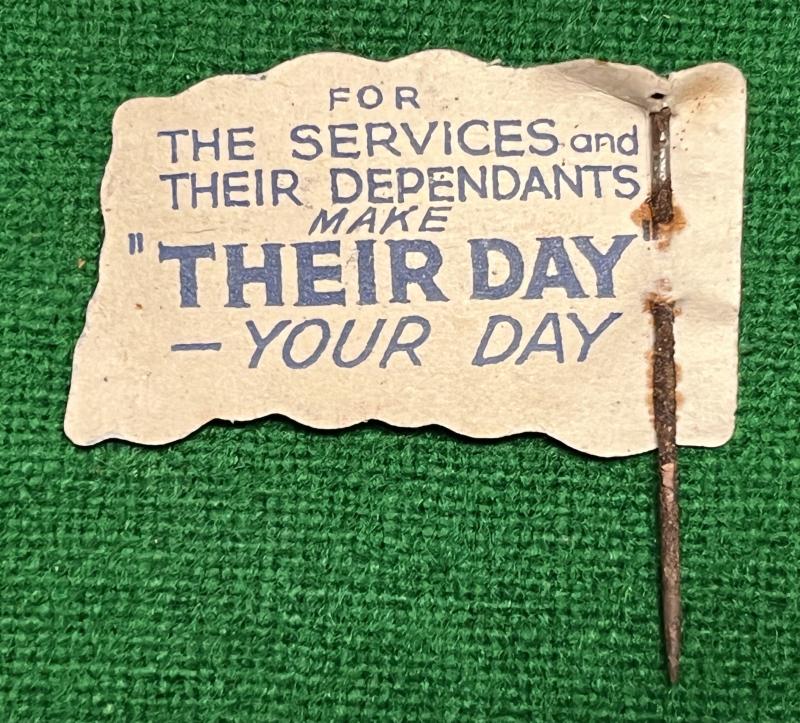 FOR
THE SERVICES and
THEIR DEPENDANTS
MAKE
"THEIR DAY"
— YOUR DAY